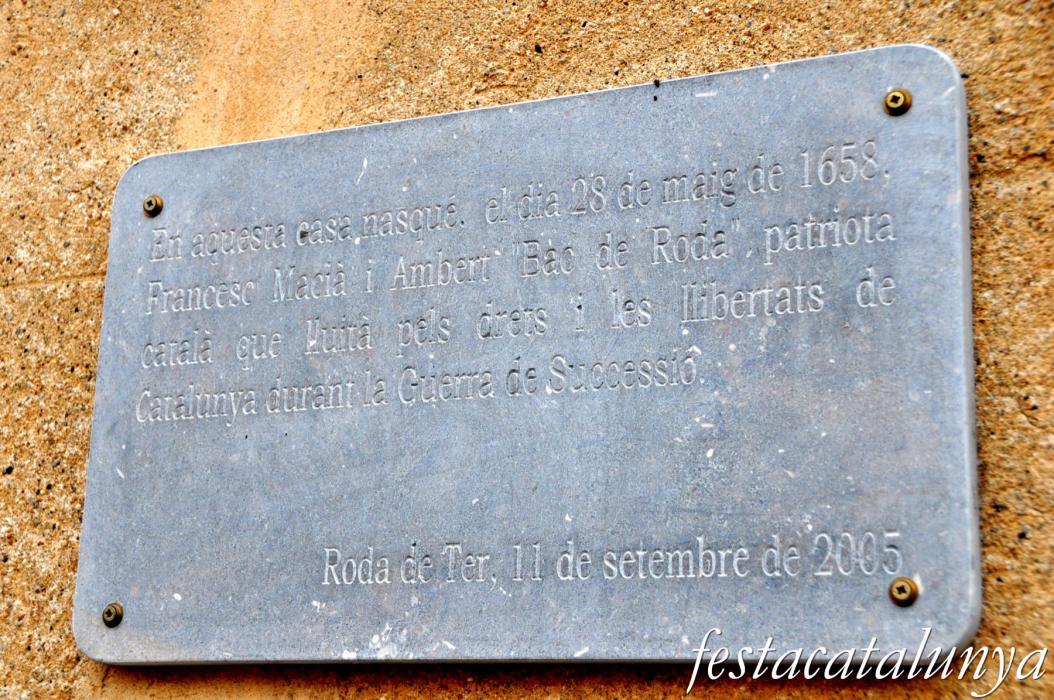 En aquesta casa nasqué, el dia 28 de maig de 1658,
Francesc Macià i Ambert "Bac de Roda", patriota
català que lluità pels drets i les llibertats de
Catalunya durant la Guerra de Successió.
Roda de Ter, 11 de setembre de 2005
festacatalunya